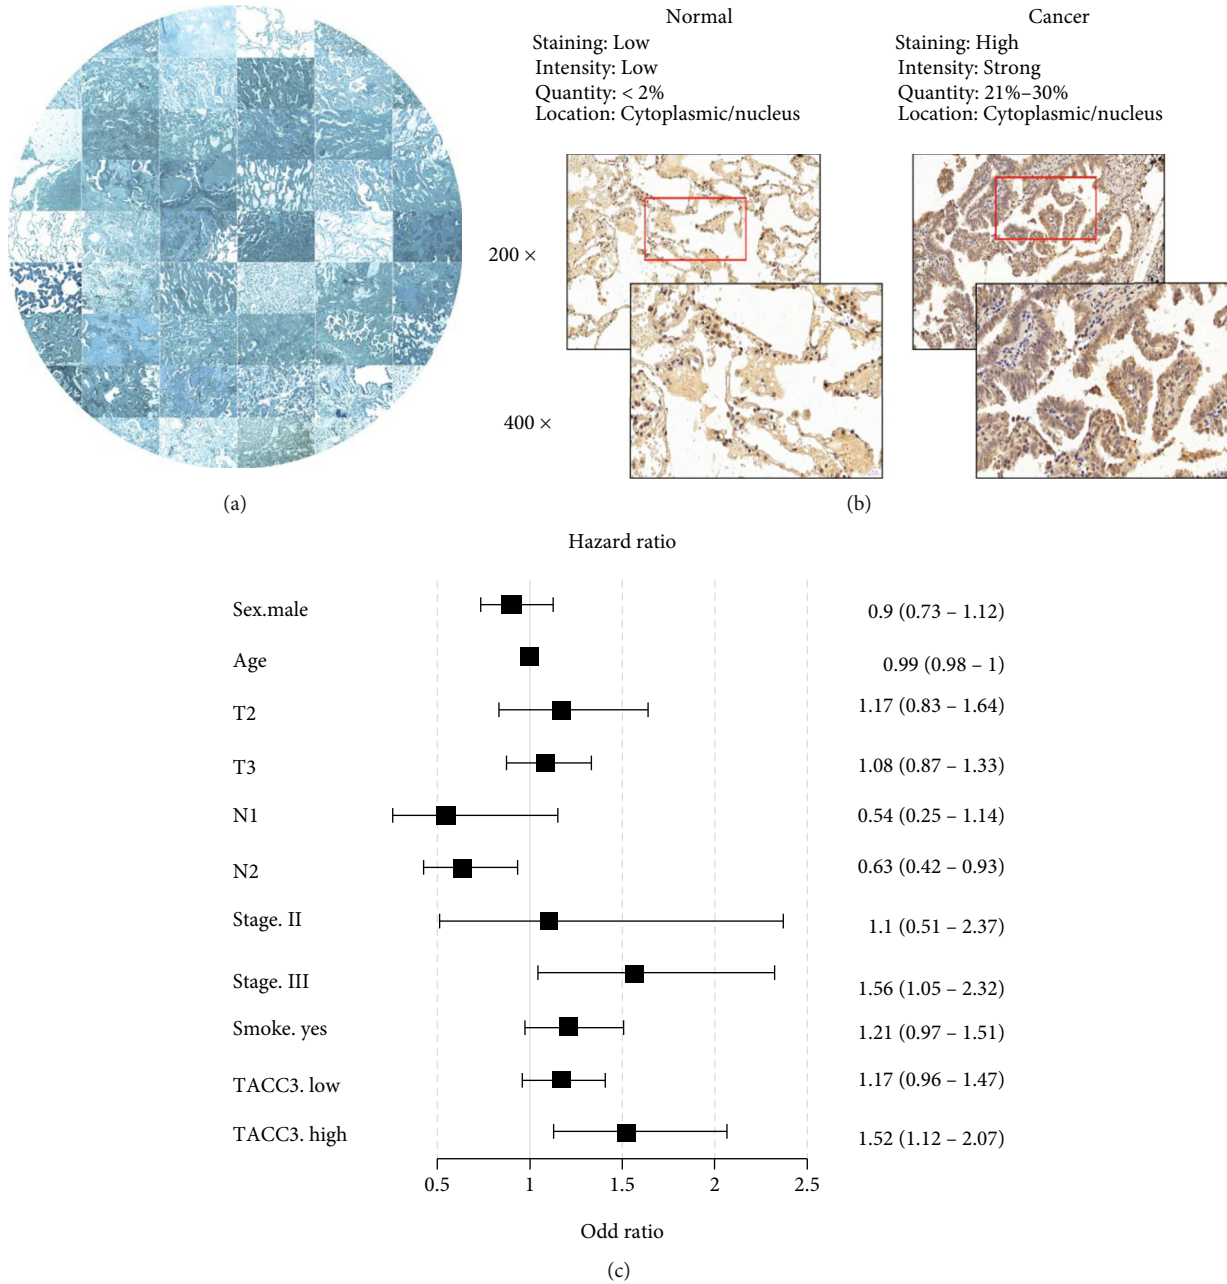 Normal
Staining: Low
Intensity: Low
Quantity: < 2%
Location: Cytoplasmic/nucleus
Cancer
Staining: High
Intensity: Strong
Quantity: 21%–30%
Location: Cytoplasmic/nucleus
200 ×
400 ×
(a)
(b)
Hazard ratio
Sex.male 0.9 (0.73 – 1.12)
Age 0.99 (0.98 – 1)
T2 1.17 (0.83 – 1.64)
T3 1.08 (0.87 – 1.33)
N1 0.54 (0.25 – 1.14)
N2 0.63 (0.42 – 0.93)
Stage. II 1.1 (0.51 – 2.37)
Stage. III 1.56 (1.05 – 2.32)
Smoke. yes 1.21 (0.97 – 1.51)
TACC3. low 1.17 (0.96 – 1.47)
TACC3. high 1.52 (1.12 – 2.07)
0.5 1 1.5 2 2.5
Odd ratio
(c)